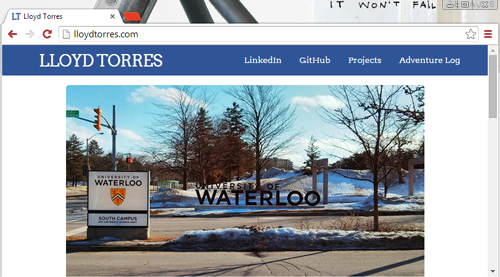 IT WON'T FAIL
LT Lloyd Torres
lloydtorres.com
LLOYD TORRES
LinkedIn
GitHub
Projects
Adventure Log
UNIVERSITY OF
WATERLOO
SOUTH CAMPUS
UNIVERSITY OF
WATERLOO